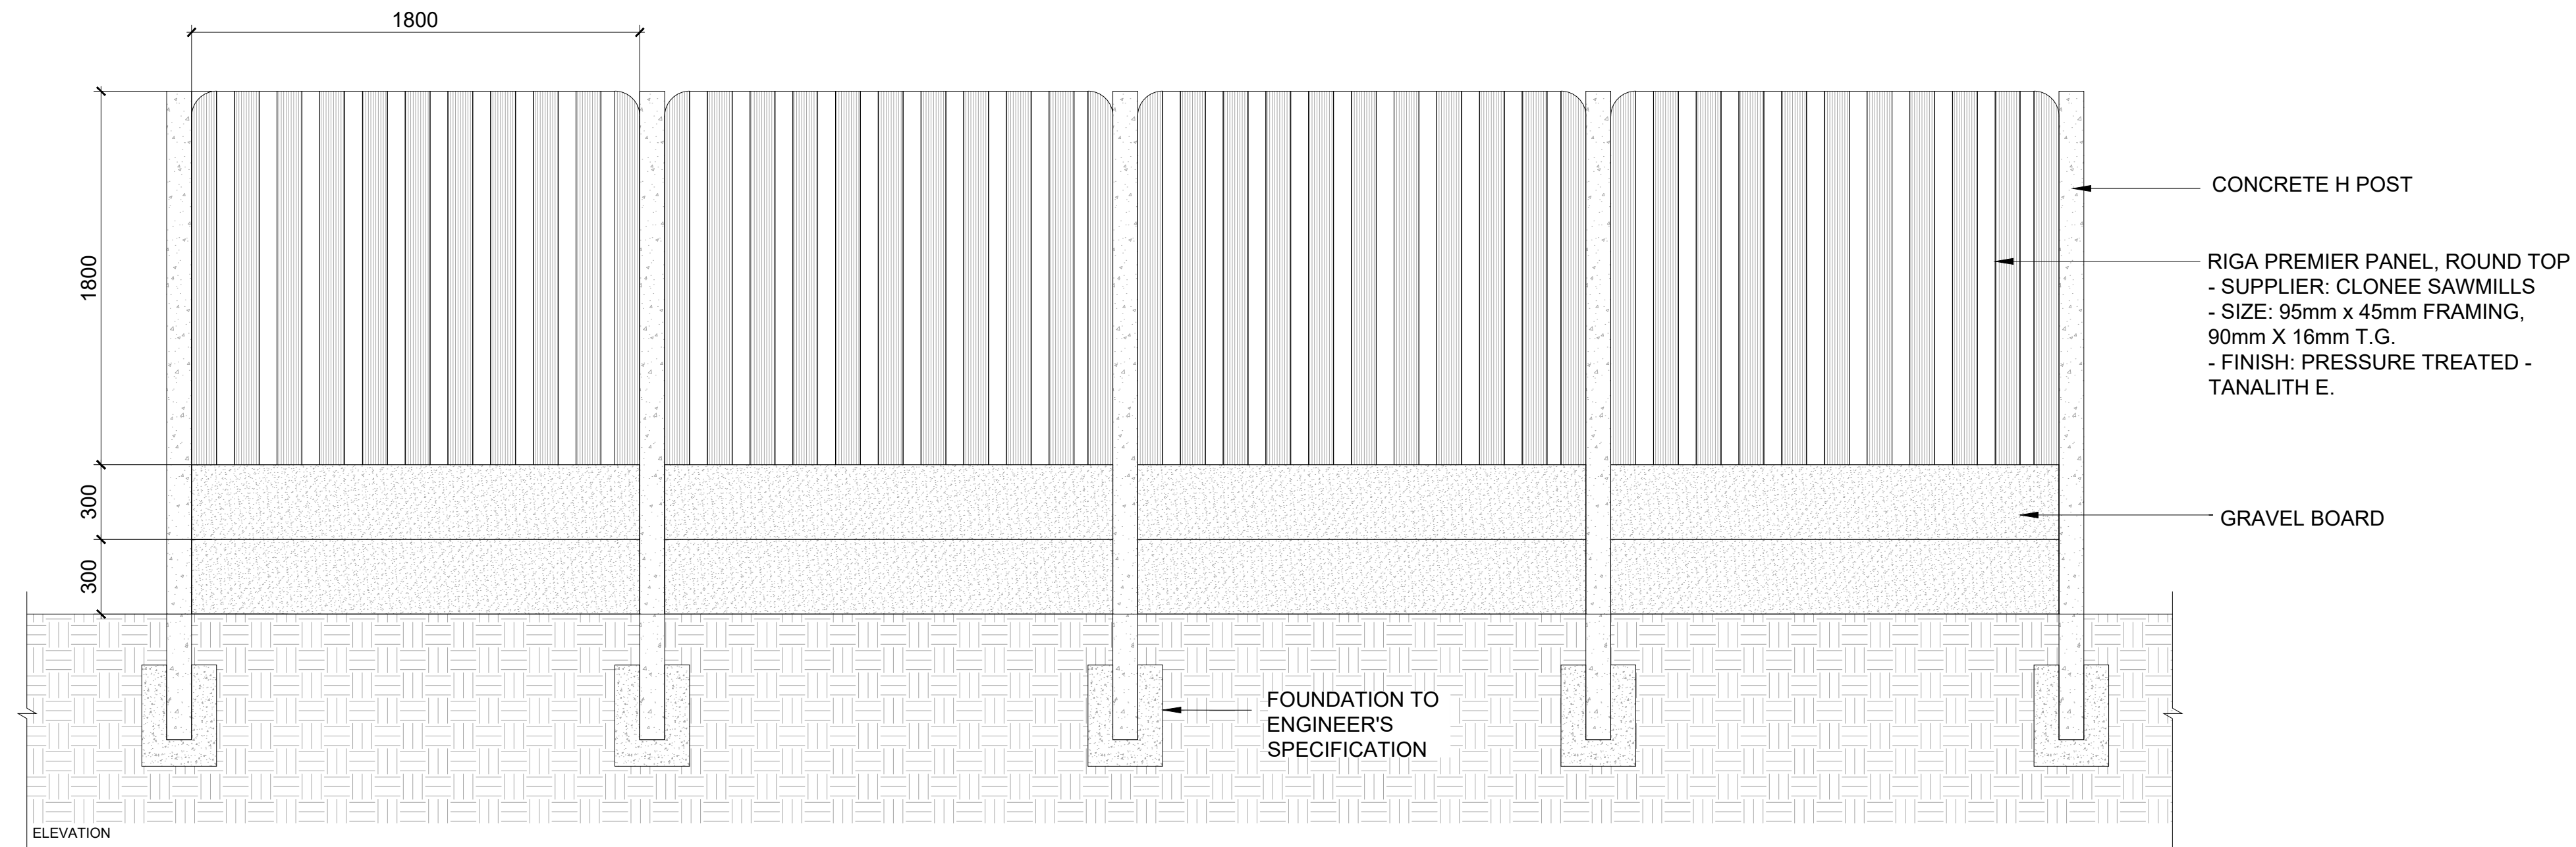 1800
1800
CONCRETE H POST
RIGA PREMIER PANEL, ROUND TOP
- SUPPLIER: CLONEE SAWMILLS
- SIZE: 95mm x 45mm FRAMING,
90mm X 16mm T.G.
- FINISH: PRESSURE TREATED -
TANALITH E.
300
GRAVEL BOARD
300
FOUNDATION TO
ENGINEER'S
SPECIFICATION
ELEVATION